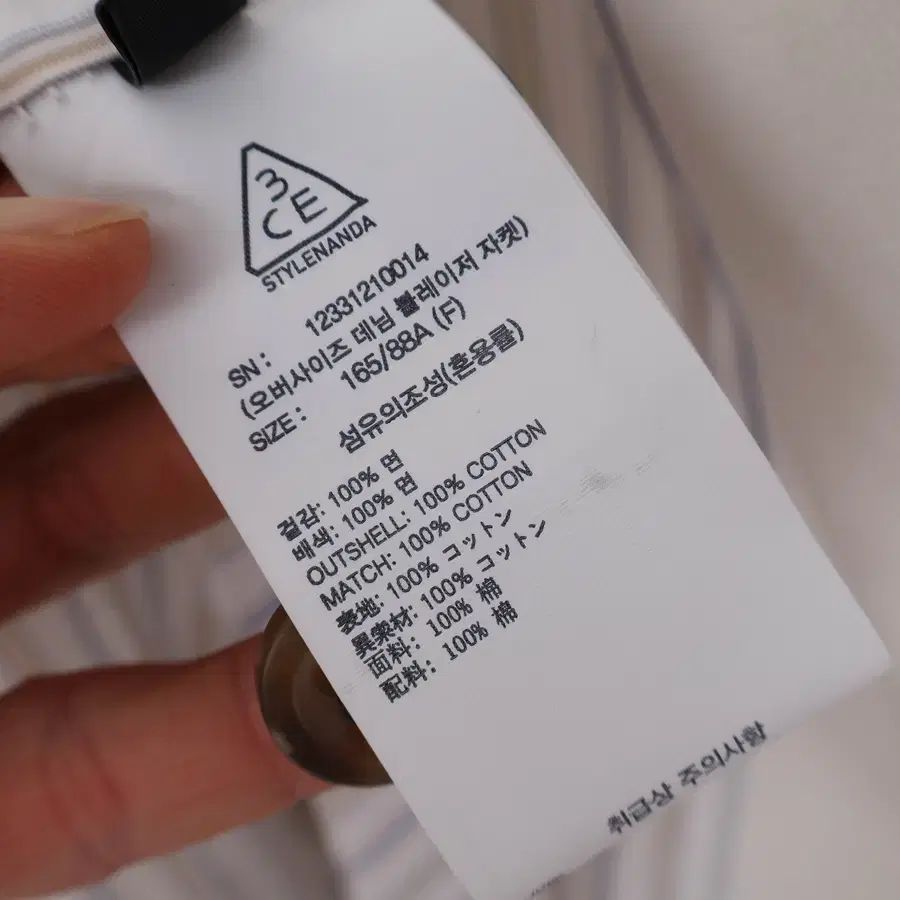 3
CE
STYLENANDA
SN : 12331210014
(오버사이즈 데님 블레이저 자켓)
SIZE : 165/88A (F)
섬유의조성(혼용률)
겉감: 100% 면
배색: 100% 면
OUTSHELL: 100% COTTON
MATCH: 100% COTTON
表地: 100% コットン
異素材: 100% コットン
面料: 100% 棉
配料: 100% 棉
취급상 주의사항